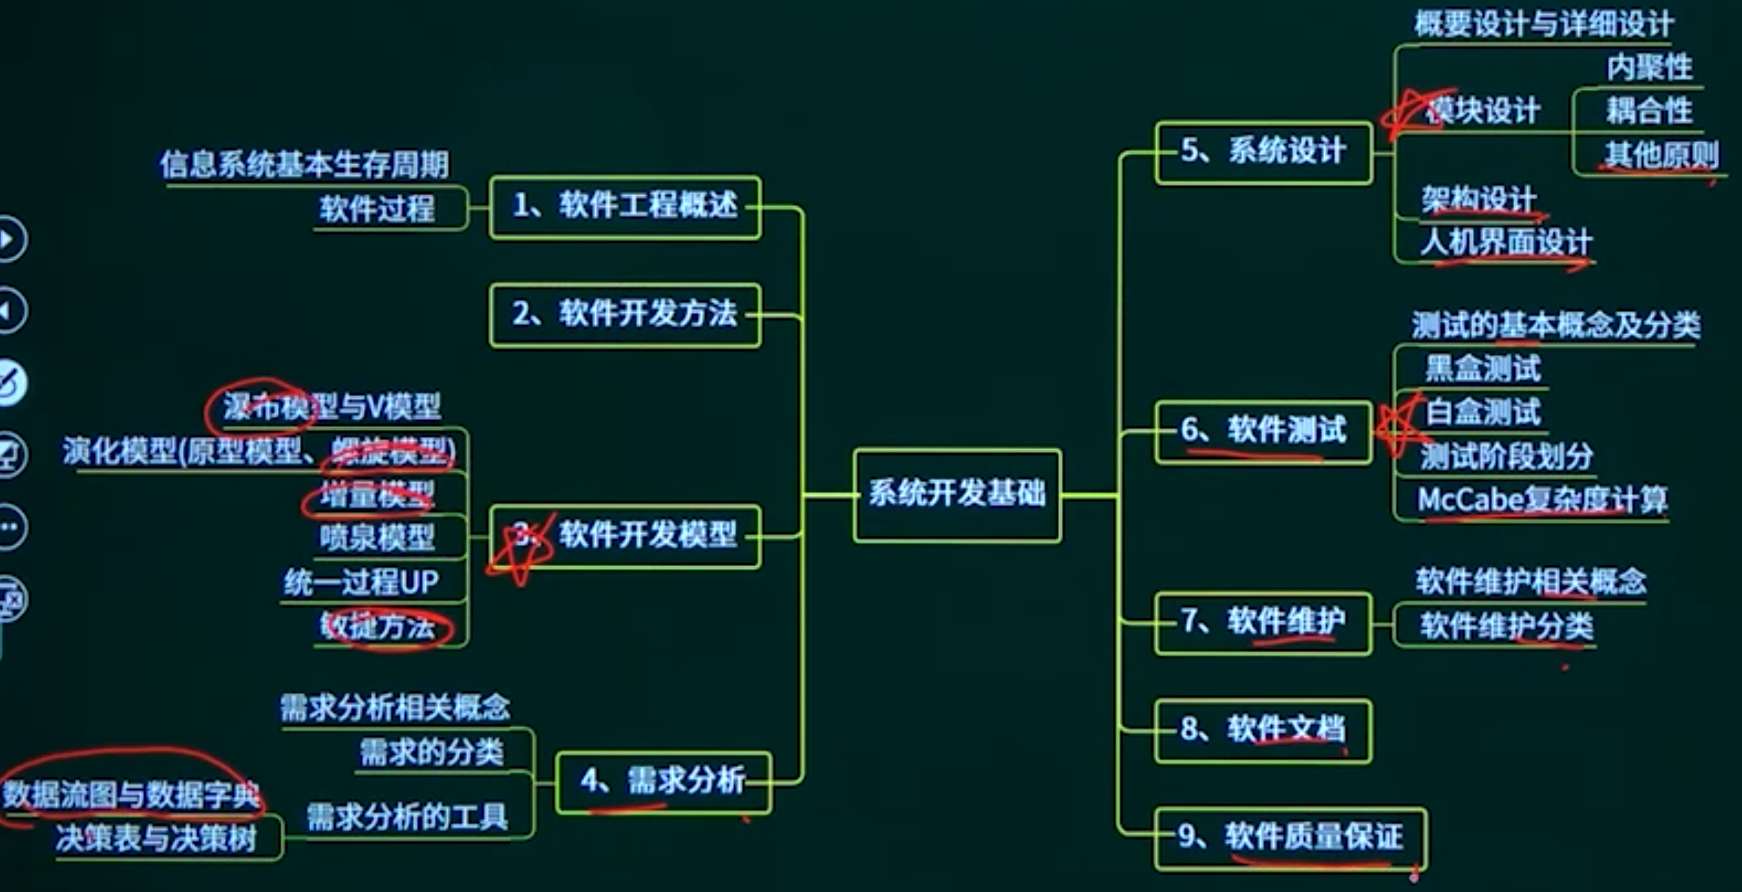 系统开发基础
1、软件工程概述
信息系统基本生存周期
软件过程
2、软件开发方法
3、软件开发模型
瀑布模型与V模型
演化模型(原型模型、螺旋模型)
增量模型
喷泉模型
统一过程UP
敏捷方法
4、需求分析
需求分析相关概念
需求的分类
需求分析的工具
数据流图与数据字典
决策表与决策树
5、系统设计
概要设计与详细设计
模块设计
内聚性
耦合性
其他原则
架构设计
人机界面设计
6、软件测试
测试的基本概念及分类
黑盒测试
白盒测试
测试阶段划分
McCabe复杂度计算
7、软件维护
软件维护相关概念
软件维护分类
8、软件文档
9、软件质量保证